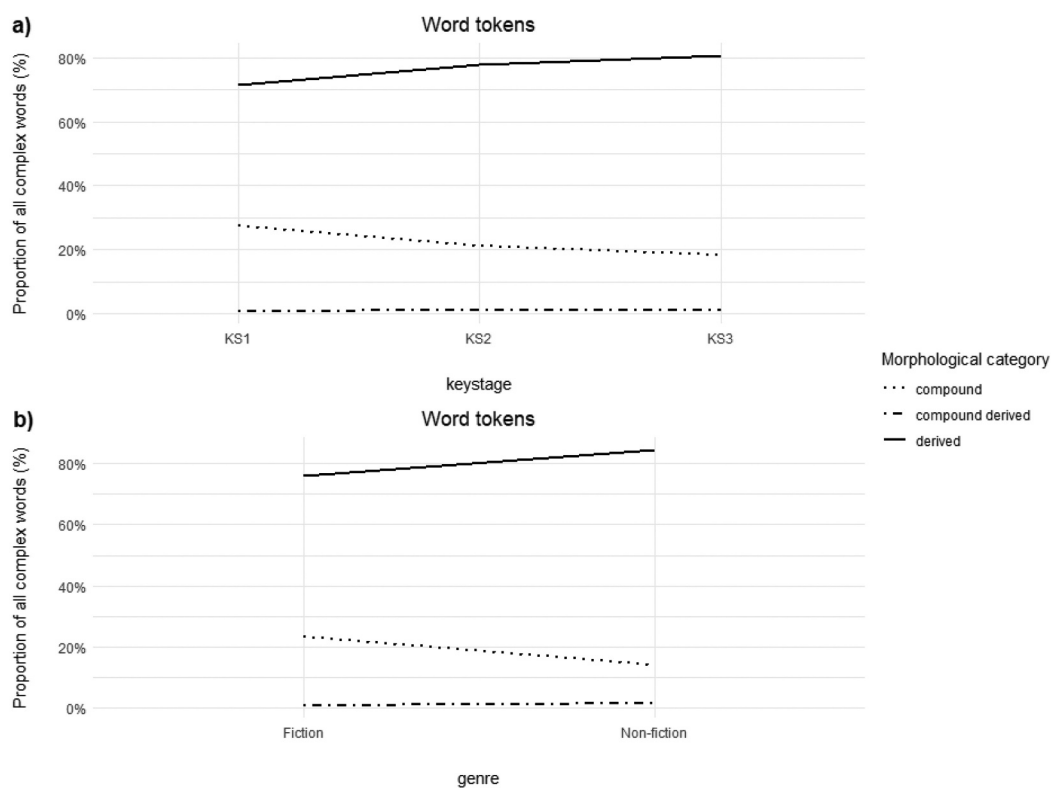 a)
Word tokens
Proportion of all complex words (%)
80%
60%
40%
20%
0%
KS1 KS2 KS3
keystage
b)
Word tokens
Proportion of all complex words (%)
80%
60%
40%
20%
0%
Fiction Non-fiction
genre
Morphological category
compound
compound derived
derived